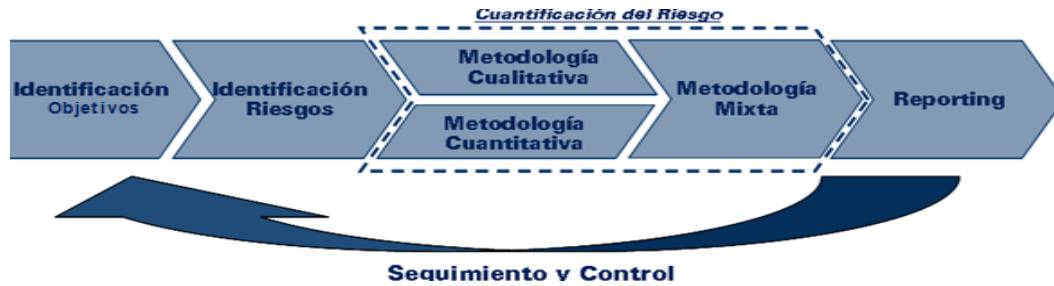 Cuantificación del Riesgo
Identificación
Objetivos
Identificación
Riesgos
Metodología
Cualitativa
Metodología
Cuantitativa
Metodología
Mixta
Reporting
Seguimiento y Control